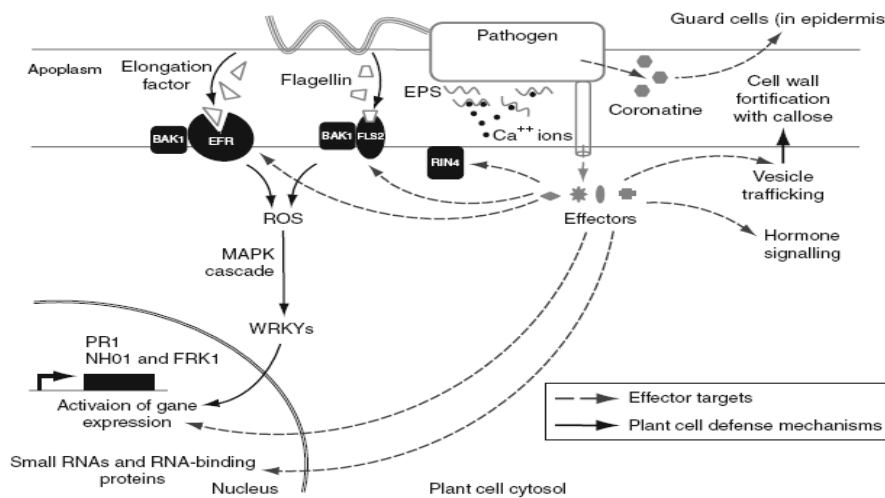 Guard cells (in epidermis
Pathogen
Apoplasm
Elongation
factor
Flagellin
EPS
Coronatine
Cell wall
fortification
with callose
Ca++ ions
BAK1
EFR
BAK1
FLS2
RIN4
Vesicle
trafficking
ROS
Effectors
Hormone
signalling
MAPK
cascade
WRKYs
PR1
NH01 and FRK1
Activaion of gane
expression
Effector targets
Plant cell defense mechanisms
Small RNAs and RNA-binding
proteins
Nucleus
Plant cell cytosol